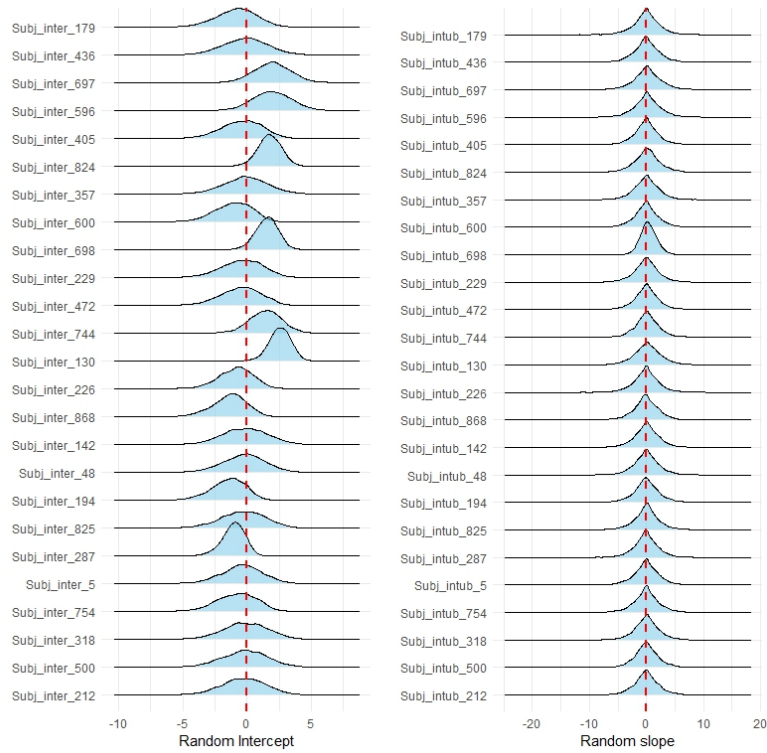 Subj_inter_179
Subj_inter_436
Subj_inter_697
Subj_inter_596
Subj_inter_405
Subj_inter_824
Subj_inter_357
Subj_inter_600
Subj_inter_698
Subj_inter_229
Subj_inter_472
Subj_inter_744
Subj_inter_130
Subj_inter_226
Subj_inter_868
Subj_inter_142
Subj_inter_48
Subj_inter_194
Subj_inter_825
Subj_inter_287
Subj_inter_5
Subj_inter_754
Subj_inter_318
Subj_inter_500
Subj_inter_212
-10 -5 0 5
Random Intercept
Subj_intub_179
Subj_intub_436
Subj_intub_697
Subj_intub_596
Subj_intub_405
Subj_intub_824
Subj_intub_357
Subj_intub_600
Subj_intub_698
Subj_intub_229
Subj_intub_472
Subj_intub_744
Subj_intub_130
Subj_intub_226
Subj_intub_868
Subj_intub_142
Subj_intub_48
Subj_intub_194
Subj_intub_825
Subj_intub_287
Subj_intub_5
Subj_intub_754
Subj_intub_318
Subj_intub_500
Subj_intub_212
-20 -10 0 10 20
Random slope